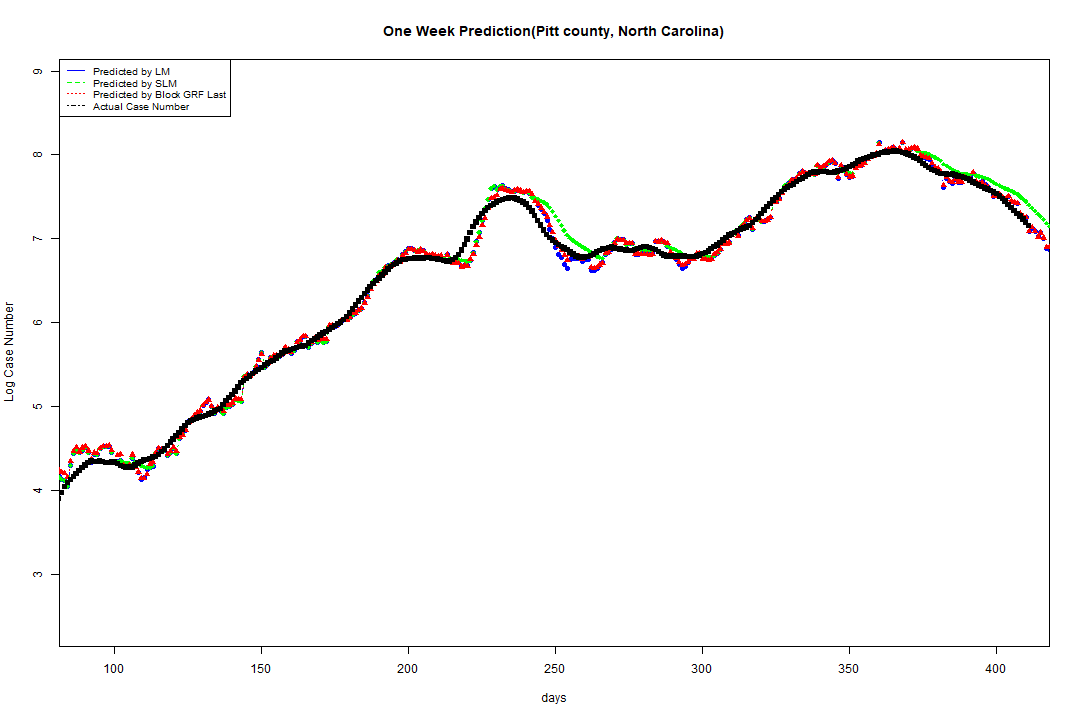 One Week Prediction(Pitt county, North Carolina)
Predicted by LM
Predicted by SLM
Predicted by Block GRF Last
Actual Case Number
9
8
7
6
5
4
3
Log Case Number
100 150 200 250 300 350 400
days